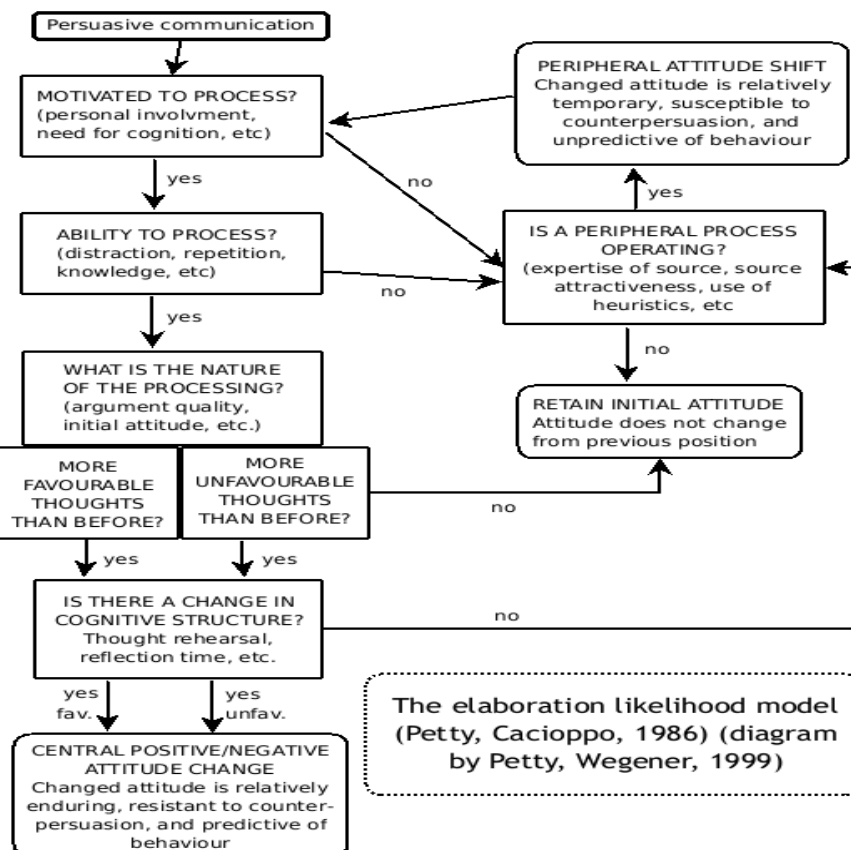 Persuasive communication
MOTIVATED TO PROCESS?
(personal involvment,
need for cognition, etc)
yes
no
ABILITY TO PROCESS?
(distraction, repetition,
knowledge, etc)
no
yes
WHAT IS THE NATURE
OF THE PROCESSING?
(argument quality,
initial attitude, etc.)
MORE
FAVOURABLE
THOUGHTS
THAN BEFORE?
MORE
UNFAVOURABLE
THOUGHTS
THAN BEFORE?
no
yes
yes
IS THERE A CHANGE IN
COGNITIVE STRUCTURE?
Thought rehearsal,
reflection time, etc.
no
yes
fav.
yes
unfav.
CENTRAL POSITIVE/NEGATIVE
ATTITUDE CHANGE
Changed attitude is relatively
enduring, resistant to counter-
persuasion, and predictive of
behaviour
PERIPHERAL ATTITUDE SHIFT
Changed attitude is relatively
temporary, susceptible to
counterpersuasion, and
unpredictive of behaviour
yes
IS A PERIPHERAL PROCESS
OPERATING?
(expertise of source, source
attractiveness, use of
heuristics, etc
no
RETAIN INITIAL ATTITUDE
Attitude does not change
from previous position
The elaboration likelihood model
(Petty, Cacioppo, 1986) (diagram
by Petty, Wegener, 1999)